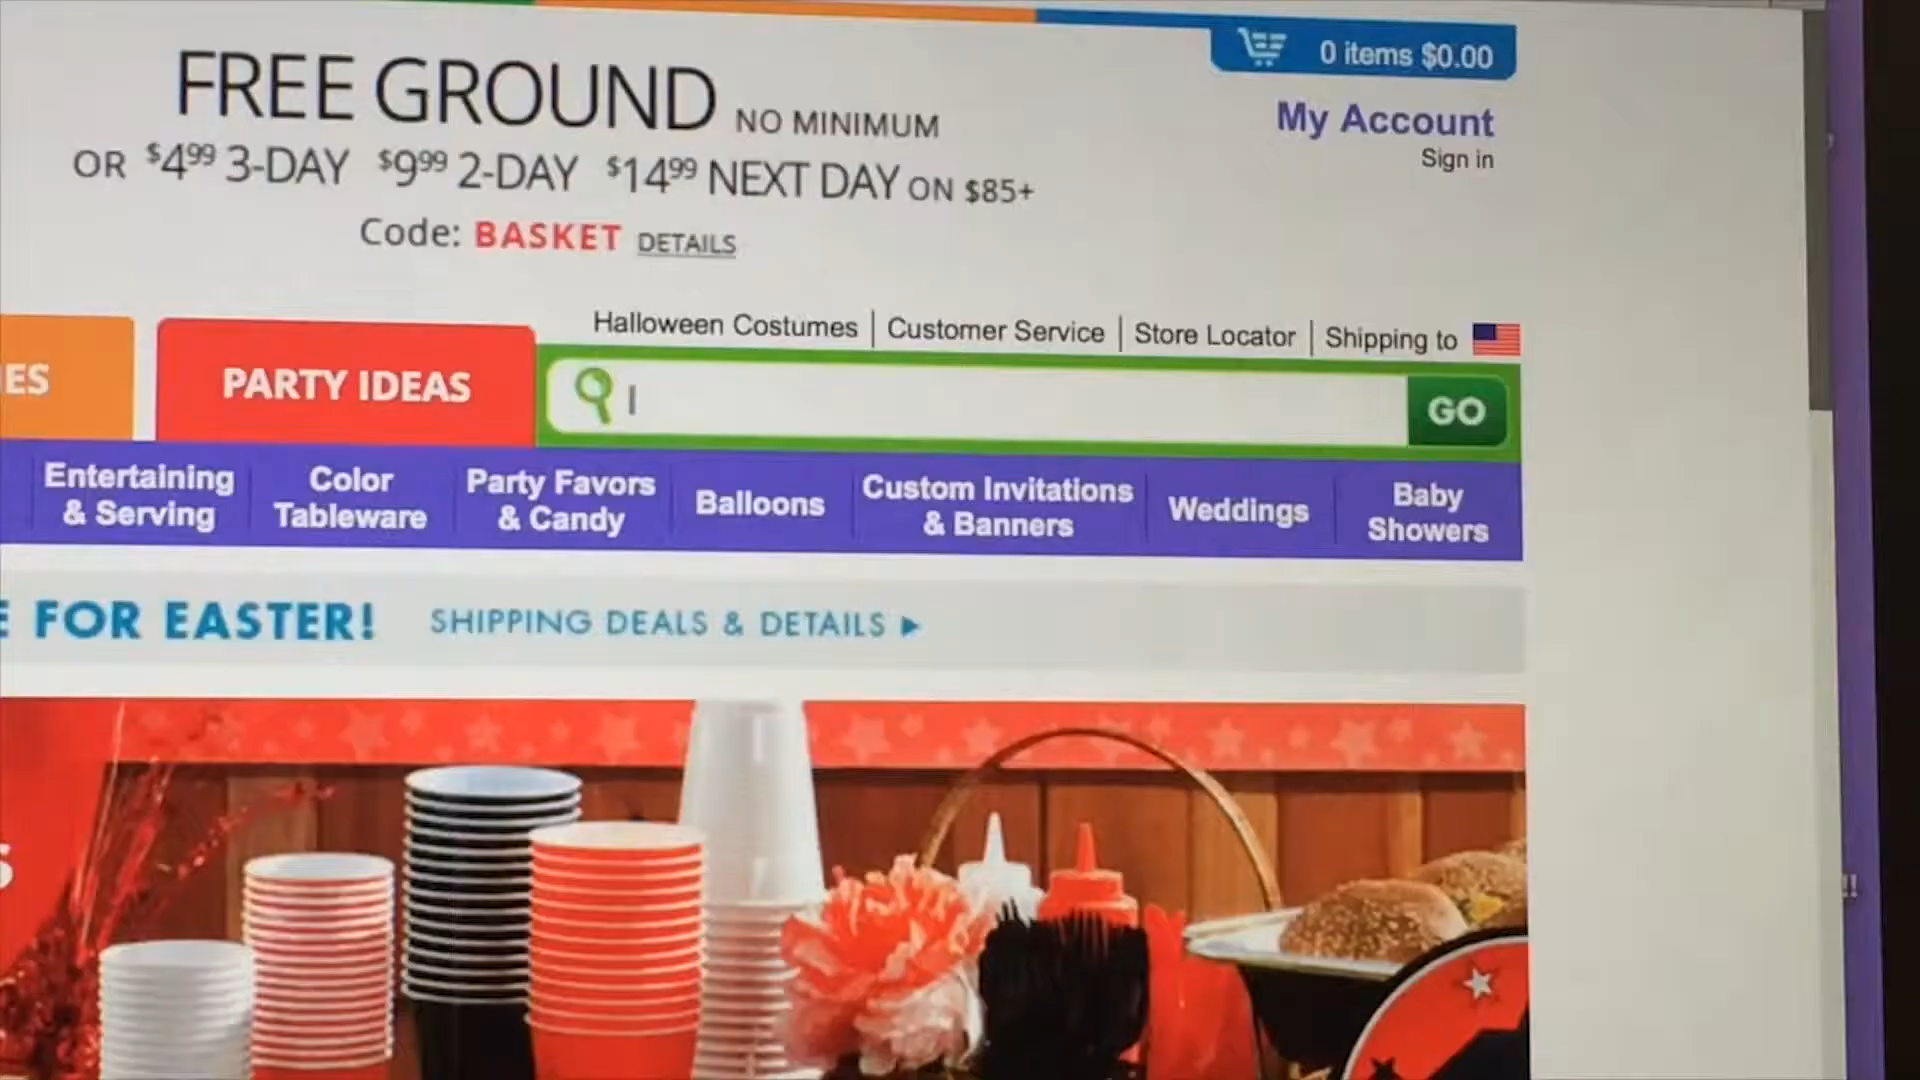 0 items $0.00
FREE GROUND NO MINIMUM
My Account
Sign in
OR $4.99 3-DAY $9.99 2-DAY $14.99 NEXT DAY ON $85+
Code: BASKET DETAILS
Halloween Costumes | Customer Service | Store Locator | Shipping to
ES
PARTY IDEAS
GO
Entertaining
& Serving
Color
Tableware
Party Favors
& Candy
Balloons
Custom Invitations
& Banners
Weddings
Baby
Showers
E FOR EASTER! SHIPPING DEALS & DETAILS ▶
S
!!